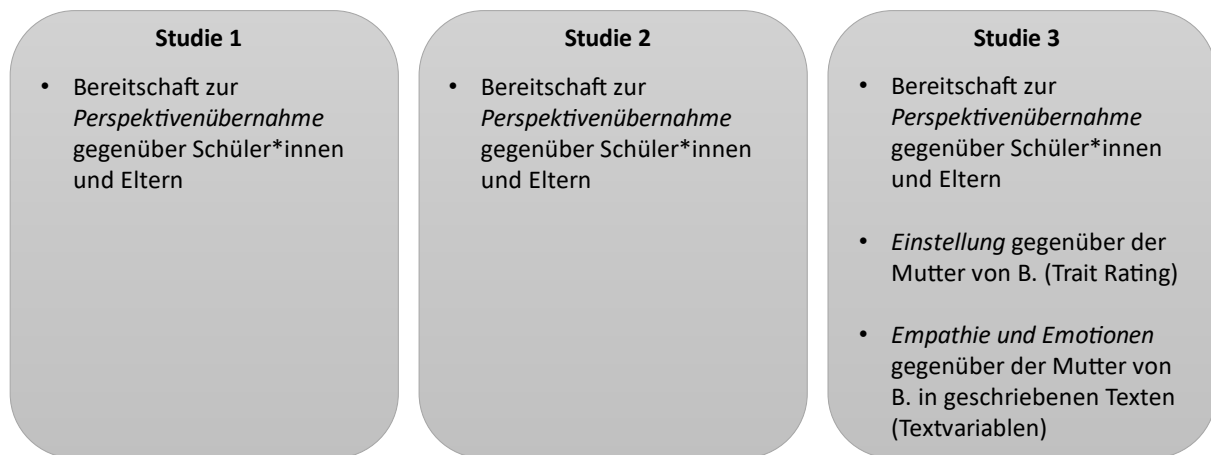 Studie 1
• Bereitschaft zur
Perspektivenübernahme
gegenüber Schüler*innen
und Eltern
Studie 2
• Bereitschaft zur
Perspektivenübernahme
gegenüber Schüler*innen
und Eltern
Studie 3
• Bereitschaft zur
Perspektivenübernahme
gegenüber Schüler*innen
und Eltern
• Einstellung gegenüber der
Mutter von B. (Trait Rating)
• Empathie und Emotionen
gegenüber der Mutter von
B. in geschriebenen Texten
(Textvariablen)